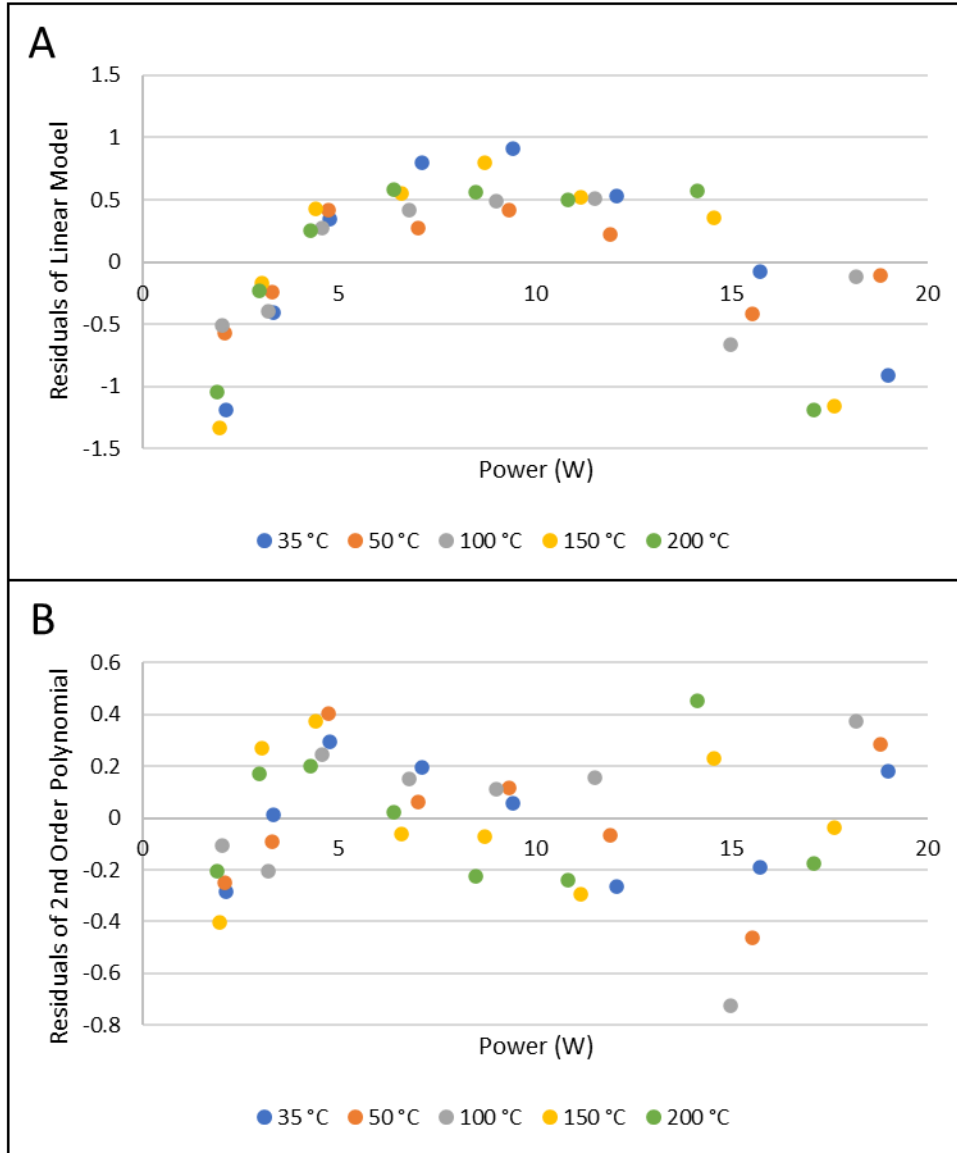 A
Residuals of Linear Model
1.5
1
0.5
0
-0.5
-1
-1.5
0 5 10 15 20
Power (W)
35 °C 50 °C 100 °C 150 °C 200 °C
B
Residuals of 2nd Order Polynomial
0.6
0.4
0.2
0
-0.2
-0.4
-0.6
-0.8
0 5 10 15 20
Power (W)
35 °C 50 °C 100 °C 150 °C 200 °C